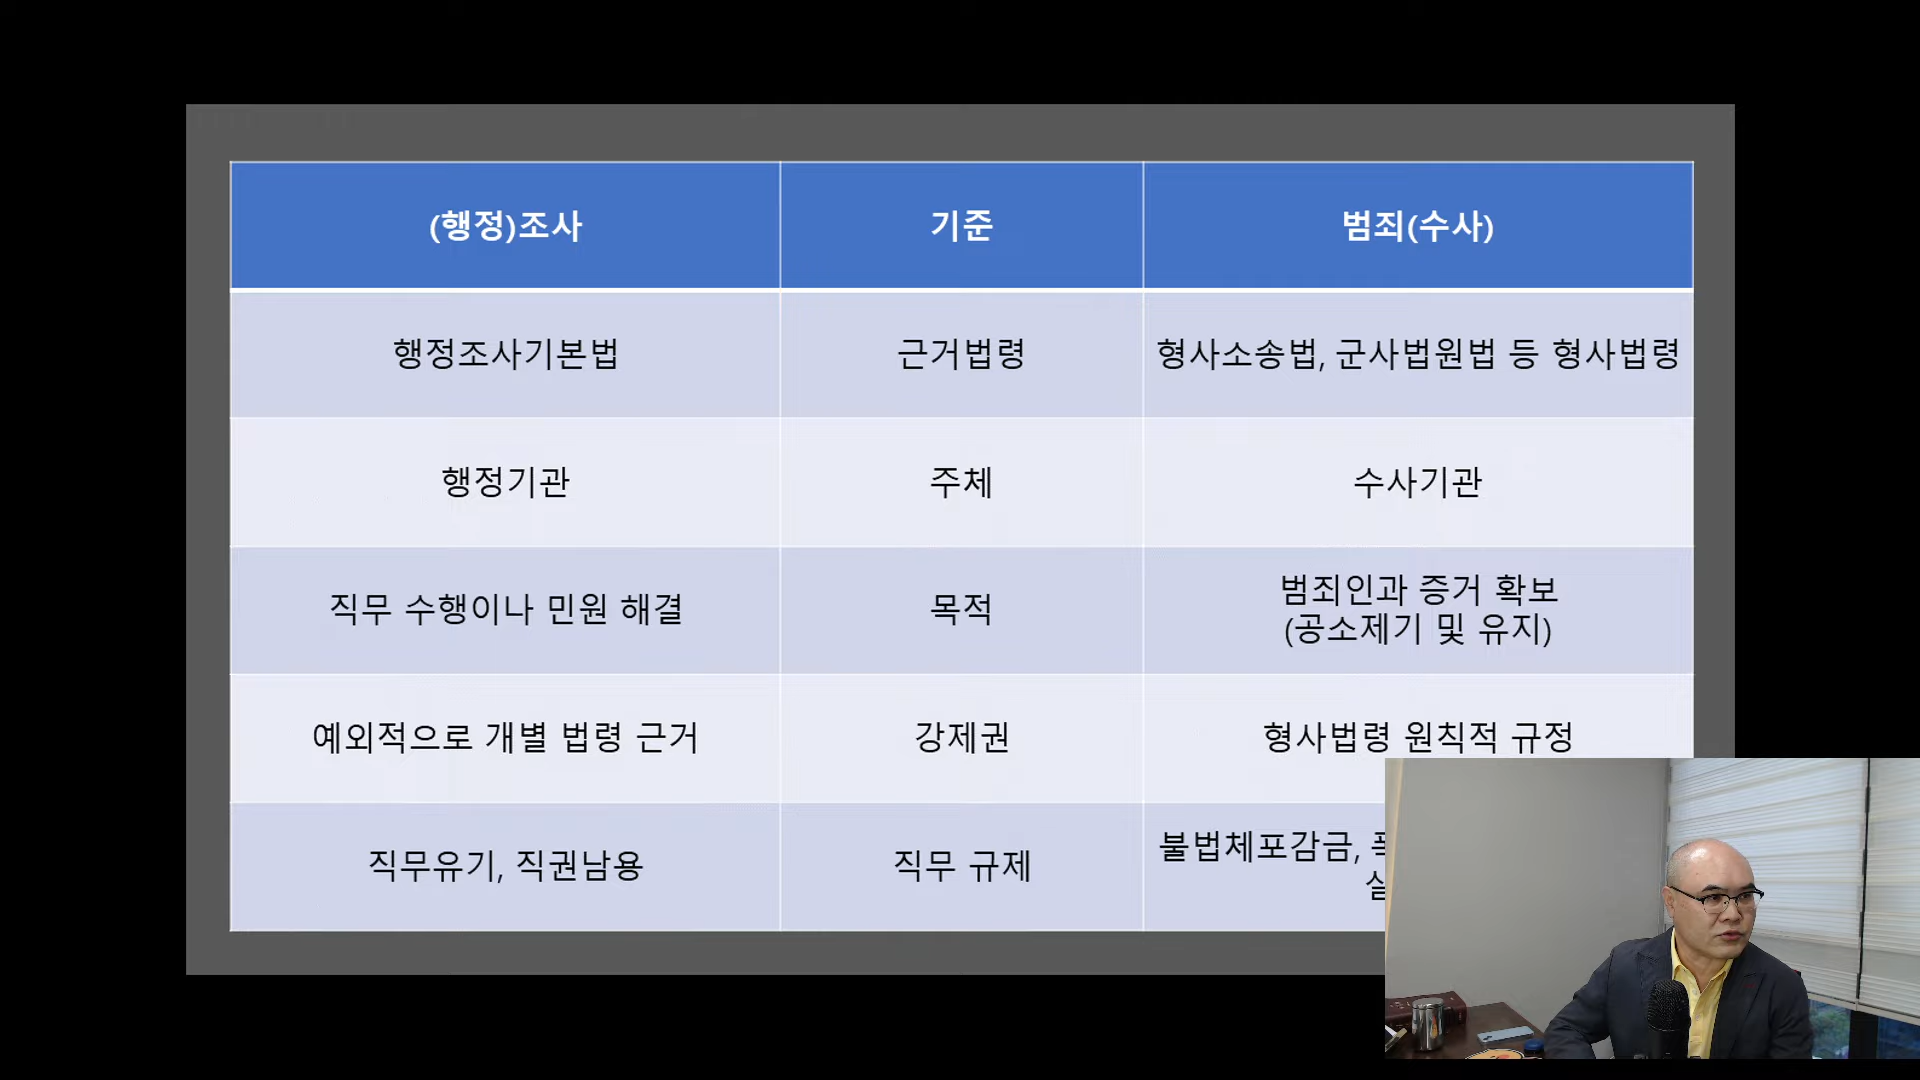 (행정)조사
기준
범죄(수사)
행정조사기본법
근거법령
형사소송법, 군사법원법 등 형사법령
행정기관
주체
수사기관
직무 수행이나 민원 해결
목적
범죄인과 증거 확보
(공소제기 및 유지)
예외적으로 개별 법령 근거
강제권
형사법령 원칙적 규정
직무유기, 직권남용
직무 규제
불법체포감금,